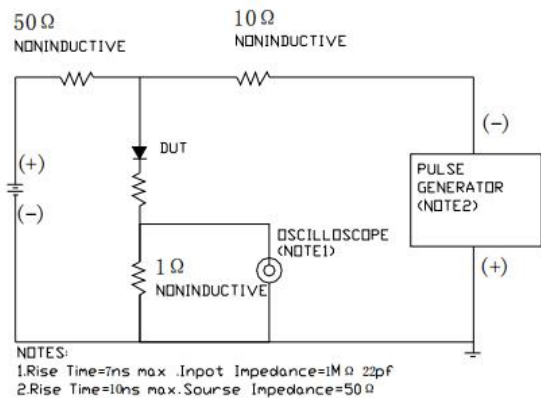 50Ω
NONINDUCTIVE
10Ω
NONINDUCTIVE
(+)
(-)
DUT
1Ω
NONINDUCTIVE
OSCILLOSCOPE
(NOTE1)
(-)
PULSE
GENERATOR
(NOTE2)
(+)
NOTES:
1.Rise Time=7ns max .Inpot Impedance=1MΩ 22pf
2.Rise Time=10ns max.Sourse Impedance=50Ω